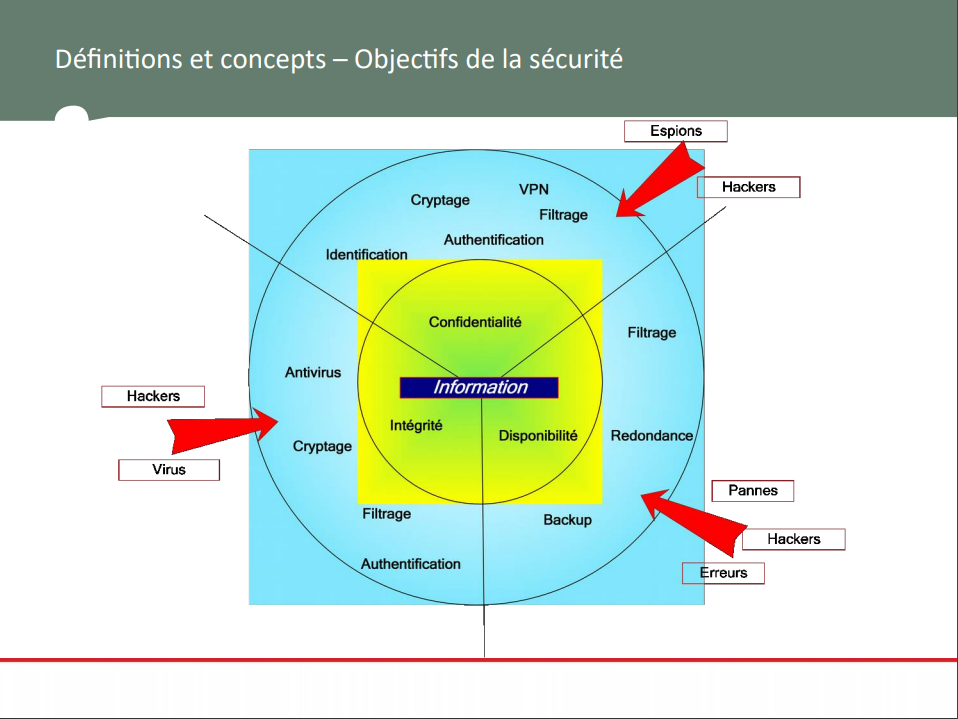 Définitions et concepts – Objectifs de la sécurité
Espions
Hackers
VPN
Cryptage
Filtrage
Authentification
Identification
Confidentialité
Filtrage
Antivirus
Information
Hackers
Intégrité
Disponibilité
Redondance
Cryptage
Virus
Pannes
Filtrage
Backup
Hackers
Authentification
Erreurs